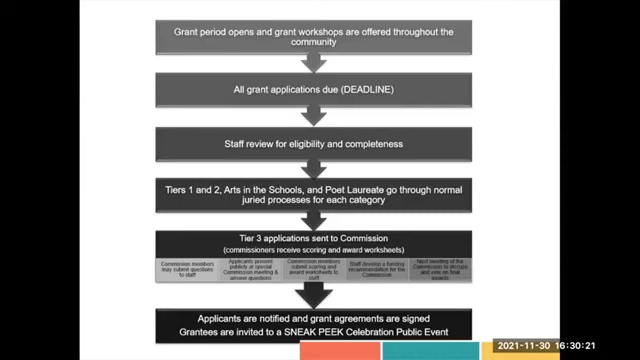 Grant period opens and grant workshops are offered throughout the
community
All grant applications due (DEADLINE)
Staff review for eligibility and completeness
Tiers 1 and 2, Arts in the Schools, and Poet Laureate go through normal
juried processes for each category
Tier 3 applications sent to Commission
(commissioners receive scoring and award worksheets)
Commission members
may submit questions
to staff
Applicants present
publicly at special
Commission meeting &
answer questions
Commission members
submit scoring and
award worksheets to
staff
Staff develop a funding
recommendation for the
Commission
Next meeting of the
Commission to discuss
and vote on final
awards
Applicants are notified and grant agreements are signed
Grantees are invited to a SNEAK PEEK Celebration Public Event
2021-11-30 16:30:21